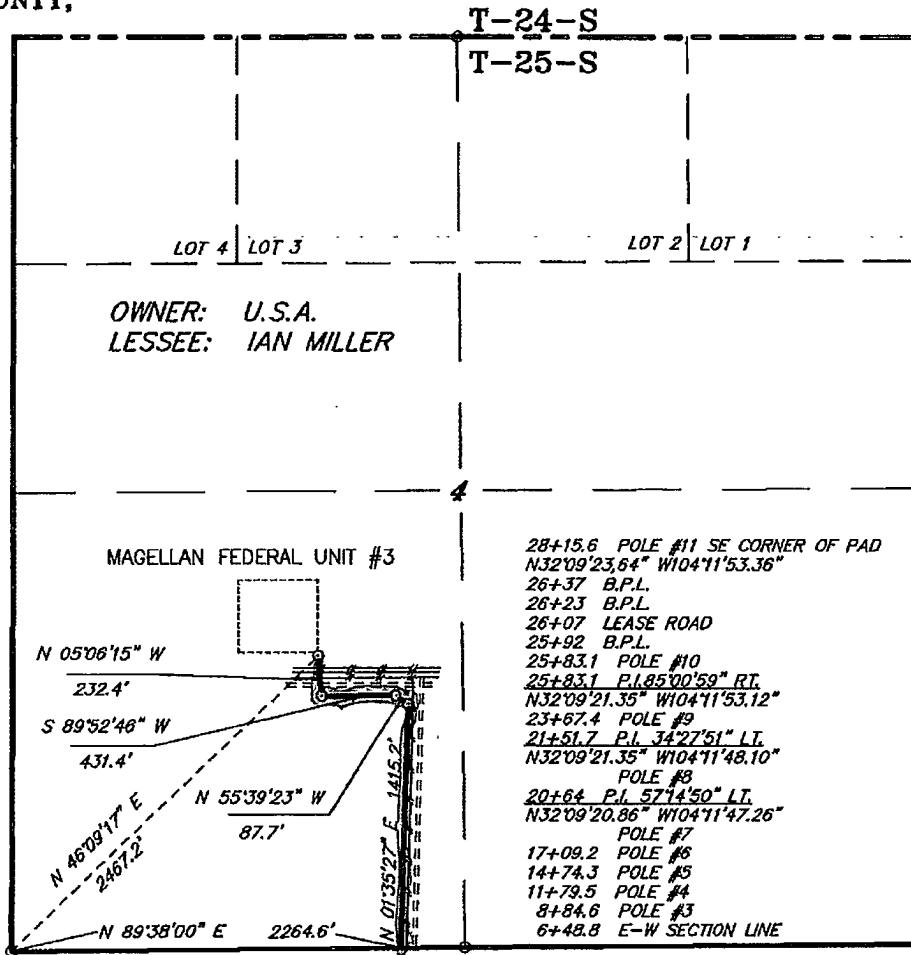 T-24-S
T-25-S
LOT 4 LOT 3
LOT 2 LOT 1
OWNER: U.S.A.
LESSEE: IAN MILLER
4
MAGELLAN FEDERAL UNIT #3
N 05°06'15" W
232.4'
S 89°52'46" W
431.4'
N 55°39'23" W
87.7'
N 01°35'27" E 1415.2'
N 46°09'17" E
2467.2'
N 89°38'00" E 2264.6'
28+15.6 POLE #11 SE CORNER OF PAD
N32°09'23,64" W104°11'53.36"
26+37 B.P.L.
26+23 B.P.L.
26+07 LEASE ROAD
25+92 B.P.L.
25+83.1 POLE #10
25+83.1 P.I.85°00'59" RT.
N32°09'21.35" W104°11'53.12"
23+67.4 POLE #9
21+51.7 P.I. 34°27'51" LT.
N32°09'21.35" W104°11'48.10"
POLE #8
20+64 P.I. 57°14'50" LT.
N32°09'20.86" W104°11'47.26"
POLE #7
17+09.2 POLE #6
14+74.3 POLE #5
11+79.5 POLE #4
8+84.6 POLE #3
6+48.8 E-W SECTION LINE